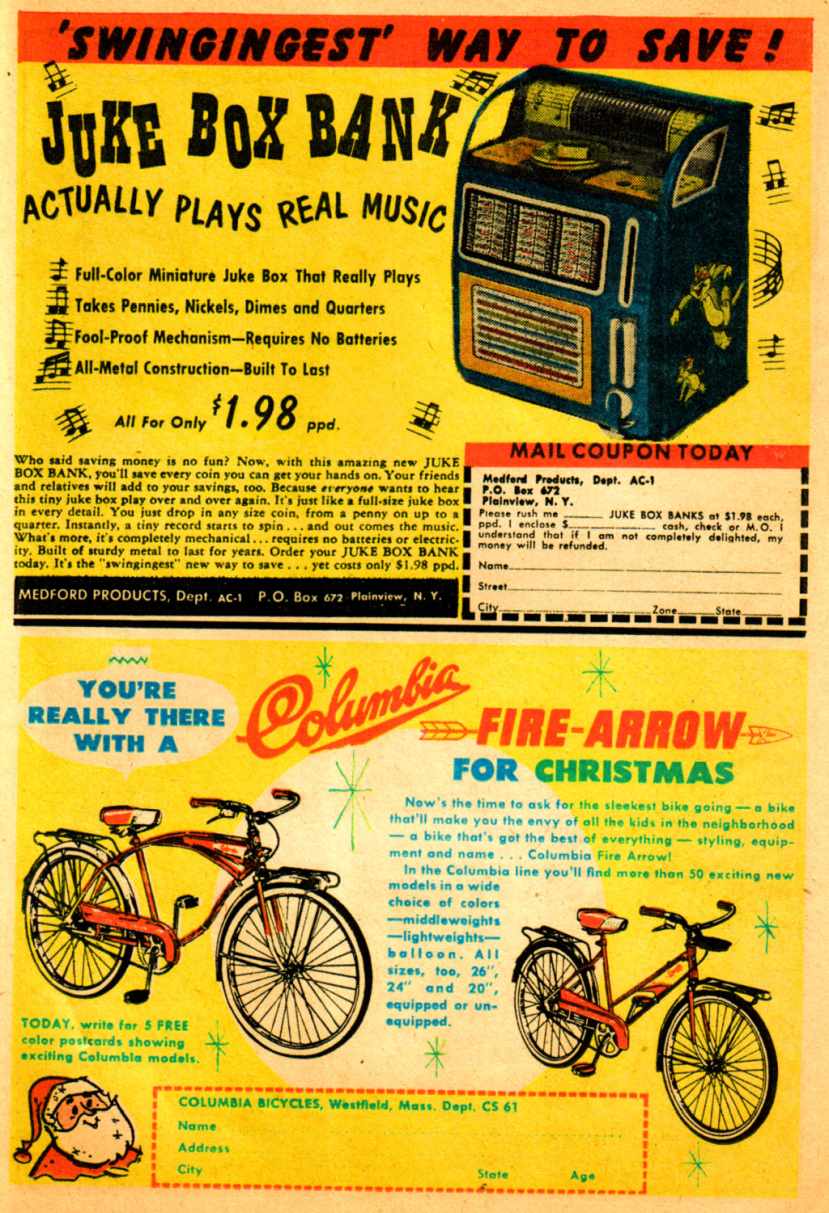 'SWINGINGEST' WAY TO SAVE!
JUKE BOX BANK
ACTUALLY PLAYS REAL MUSIC
Full-Color Miniature Juke Box That Really Plays
Takes Pennies, Nickels, Dimes and Quarters
Fool-Proof Mechanism—Requires No Batteries
All-Metal Construction—Built To Last
All For Only $1.98 ppd.
Who said saving money is no fun? Now, with this amazing new JUKE
BOX BANK, you'll save every coin you can get your hands on. Your friends
and relatives will add to your savings, too. Because everyone wants to hear
this tiny juke box play over and over again. It's just like a full-size juke box
in every detail. You just drop in any size coin, from a penny on up to a
quarter. Instantly, a tiny record starts to spin . . . and out comes the music.
What's more, it's completely mechanical . . . requires no batteries or electric-
ity. Built of sturdy metal to last for years. Order your JUKE BOX BANK
today. It's the "swingingest" new way to save . . . yet costs only $1.98 ppd.
MEDFORD PRODUCTS, Dept. AC-1 P.O. Box 672 Plainview, N. Y.
MAIL COUPON TODAY
Medford Products, Dept. AC-1
P.O. Box 672
Plainview, N. Y.
Please rush me ______ JUKE BOX BANKS at $1.98 each,
ppd. I enclose $______ cash, check or M.O. i
understand that if I am not completely delighted, my
money will be refunded.
Name
Street
City Zone State
YOU'RE
REALLY THERE
WITH A
Columbia
FIRE-ARROW
FOR CHRISTMAS
Now's the time to ask for the sleekest bike going — a bike
that'll make you the envy of all the kids in the neighborhood
— a bike that's got the best of everything — styling, equip-
ment and name . . . Columbia Fire Arrow!
In the Columbia line you'll find more than 50 exciting new
models in a wide
choice of colors
—middleweights
—lightweights—
balloon. All
sizes, too, 26",
24" and 20",
equipped or un-
equipped.
TODAY, write for 5 FREE
color postcards showing
exciting Columbia models.
COLUMBIA BICYCLES, Westfield, Mass. Dept. CS 61
Name
Address
City State Age